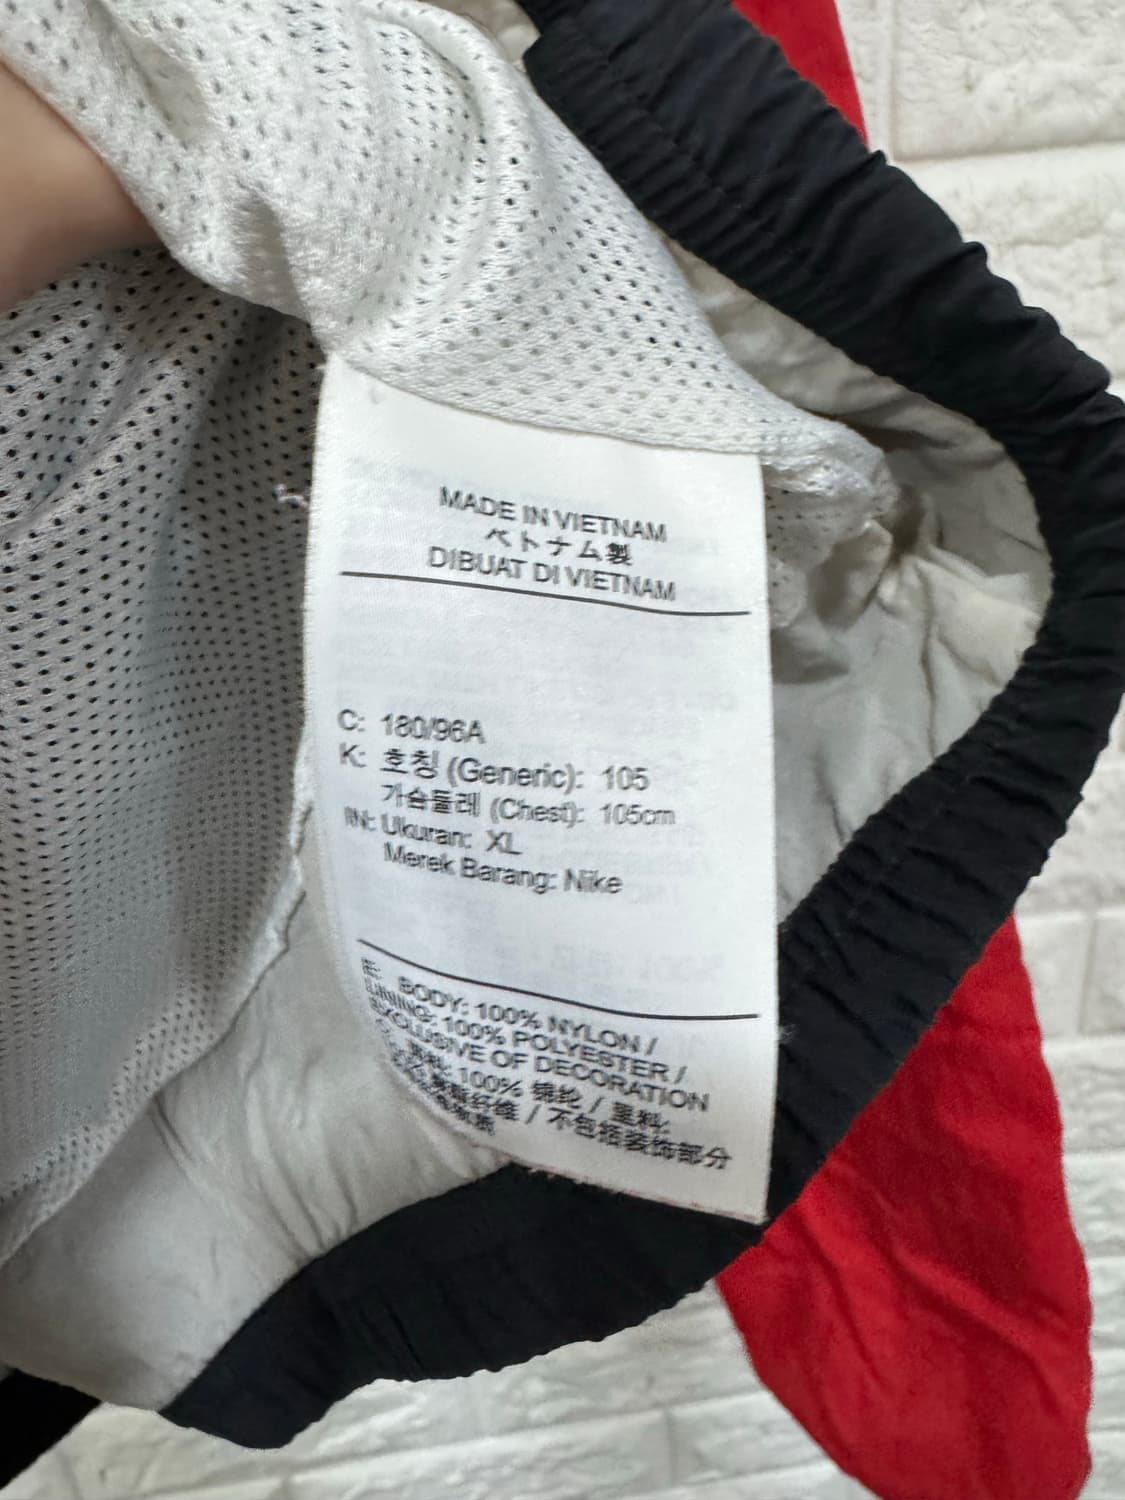 MADE IN VIETNAM
ベトナム製
DIBUAT DI VIETNAM
C: 180/96A
K: 호칭 (Generic): 105
가슴둘레 (Chest): 105cm
IN: Ukuran: XL
Merek Barang: Nike
E: BODY: 100% NYLON /
LINING: 100% POLYESTER /
EXCLUSIVE OF DECORATION
100% 锦纶 / 里料:
纤维 / 不包括装饰部分